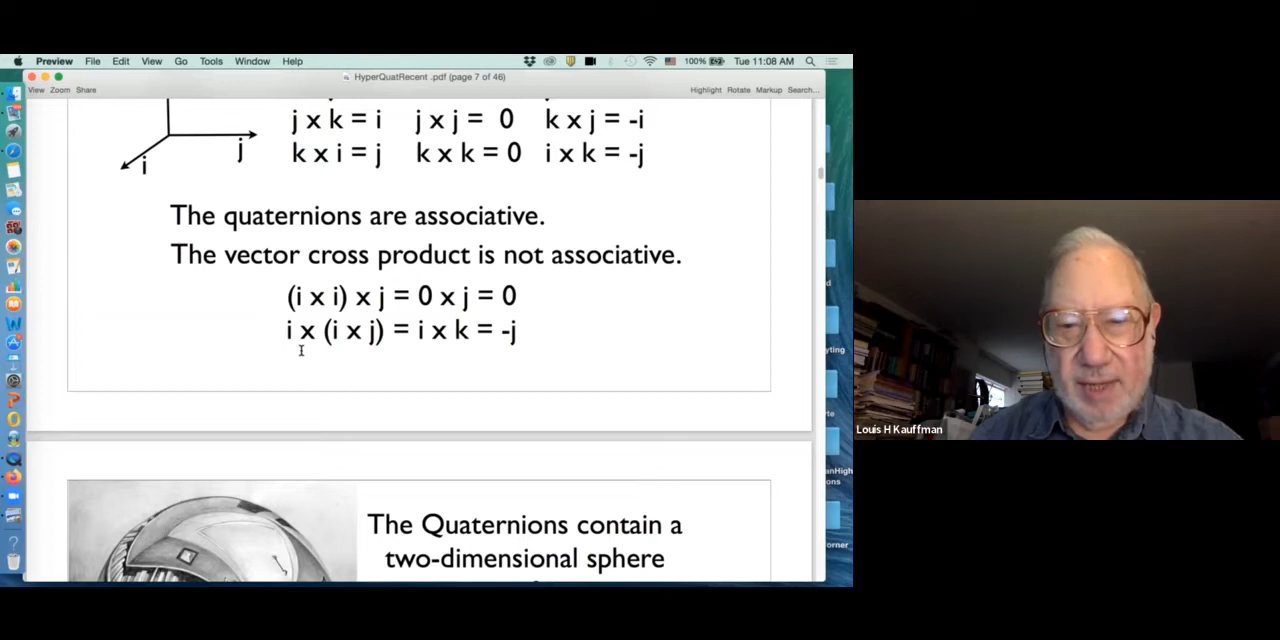 Preview File Edit View Go Tools Window Help
100% Tue 11:08 AM
HyperQuatRecent .pdf (page 7 of 46)
View Zoom Share
Highlight Rotate Markup Search...
j x k = i j x j = 0 k x j = -i
k x i = j k x k = 0 i x k = -j
j
i
The quaternions are associative.
The vector cross product is not associative.
(i x i) x j = 0 x j = 0
i x (i x j) = i x k = -j
Louis H Kauffman
The Quaternions contain a
two-dimensional sphere